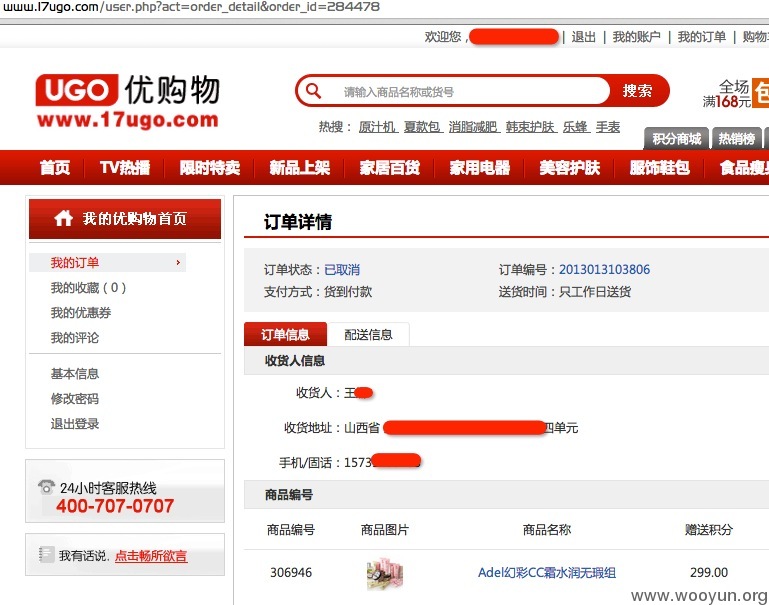 www.17ugo.com/user.php?act=order_detail&order_id=284478
欢迎您, | 退出 | 我的账户 | 我的订单 | 购物
UGO 优购物
www.17ugo.com
请输入商品名称或货号
搜索
全场
满168元
包
热搜： 原汁机 夏款包 消脂减肥 韩束护肤 乐蜂 手表
积分商城 热销榜
首页 TV热播 限时特卖 新品上架 家居百货 家用电器 美容护肤 服饰鞋包 食品瘦身
我的优购物首页
我的订单
我的收藏 ( 0 )
我的优惠券
我的评论
基本信息
修改密码
退出登录
24小时客服热线
400-707-0707
我有话说. 点击畅所欲言
订单详情
订单状态：已取消
订单编号：2013013103806
支付方式：货到付款
送货时间：只工作日送货
订单信息 配送信息
收货人信息
收货人：王
收货地址：山西省 四单元
手机/固话：1573
商品编号
商品编号 商品图片 商品名称 赠送积分
306946 Adel幻彩CC霜水润无瑕组 299.00
www.wooyun.org